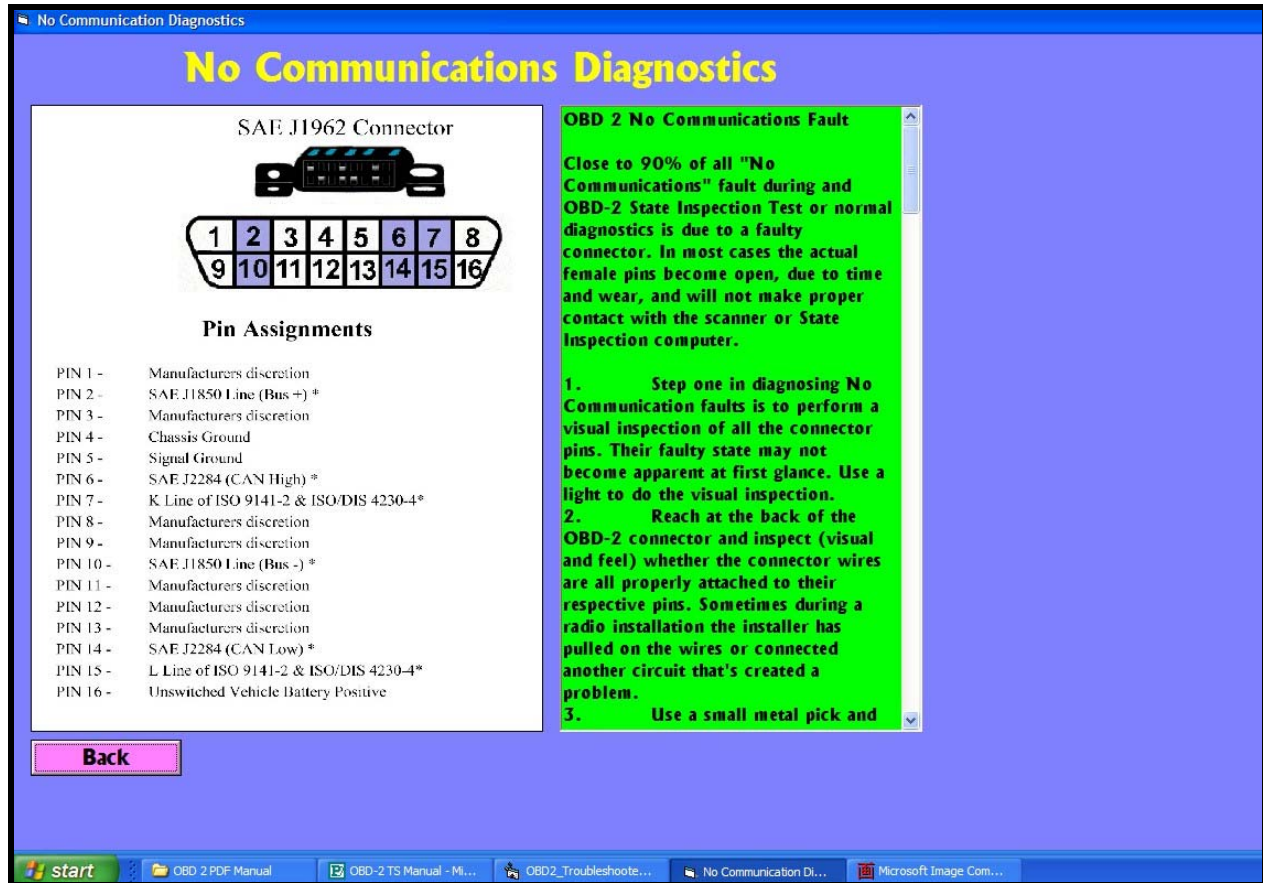 No Communication Diagnostics
No Communications Diagnostics
SAE J1962 Connector
1 2 3 4 5 6 7 8
9 10 11 12 13 14 15 16
Pin Assignments
PIN 1 - Manufacturers discretion
PIN 2 - SAE J1850 Line (Bus +) *
PIN 3 - Manufacturers discretion
PIN 4 - Chassis Ground
PIN 5 - Signal Ground
PIN 6 - SAE J2284 (CAN High) *
PIN 7 - K Line of ISO 9141-2 & ISO/DIS 4230-4*
PIN 8 - Manufacturers discretion
PIN 9 - Manufacturers discretion
PIN 10 - SAE J1850 Line (Bus -) *
PIN 11 - Manufacturers discretion
PIN 12 - Manufacturers discretion
PIN 13 - Manufacturers discretion
PIN 14 - SAE J2284 (CAN Low) *
PIN 15 - L Line of ISO 9141-2 & ISO/DIS 4230-4*
PIN 16 - Unswitched Vehicle Battery Positive
OBD 2 No Communications Fault
Close to 90% of all "No
Communications" fault during and
OBD-2 State Inspection Test or normal
diagnostics is due to a faulty
connector. In most cases the actual
female pins become open, due to time
and wear, and will not make proper
contact with the scanner or State
Inspection computer.
1. Step one in diagnosing No
Communication faults is to perform a
visual inspection of all the connector
pins. Their faulty state may not
become apparent at first glance. Use a
light to do the visual inspection.
2. Reach at the back of the
OBD-2 connector and inspect (visual
and feel) whether the connector wires
are all properly attached to their
respective pins. Sometimes during a
radio installation the installer has
pulled on the wires or connected
another circuit that's created a
problem.
3. Use a small metal pick and
Back
start
OBD 2 PDF Manual
OBD-2 TS Manual - Mi...
OBD2_Troubleshoote...
No Communication Di...
Microsoft Image Com...